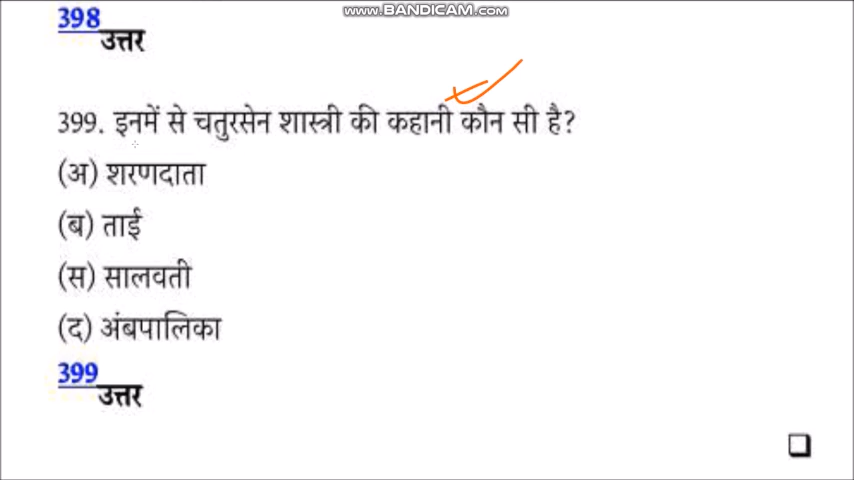 www.BANDICAM.com
398
उत्तर
399. इनमें से चतुरसेन शास्त्री की कहानी कौन सी है?
(अ) शरणदाता
(ब) ताई
(स) सालवती
(द) अंबपालिका
399
उत्तर